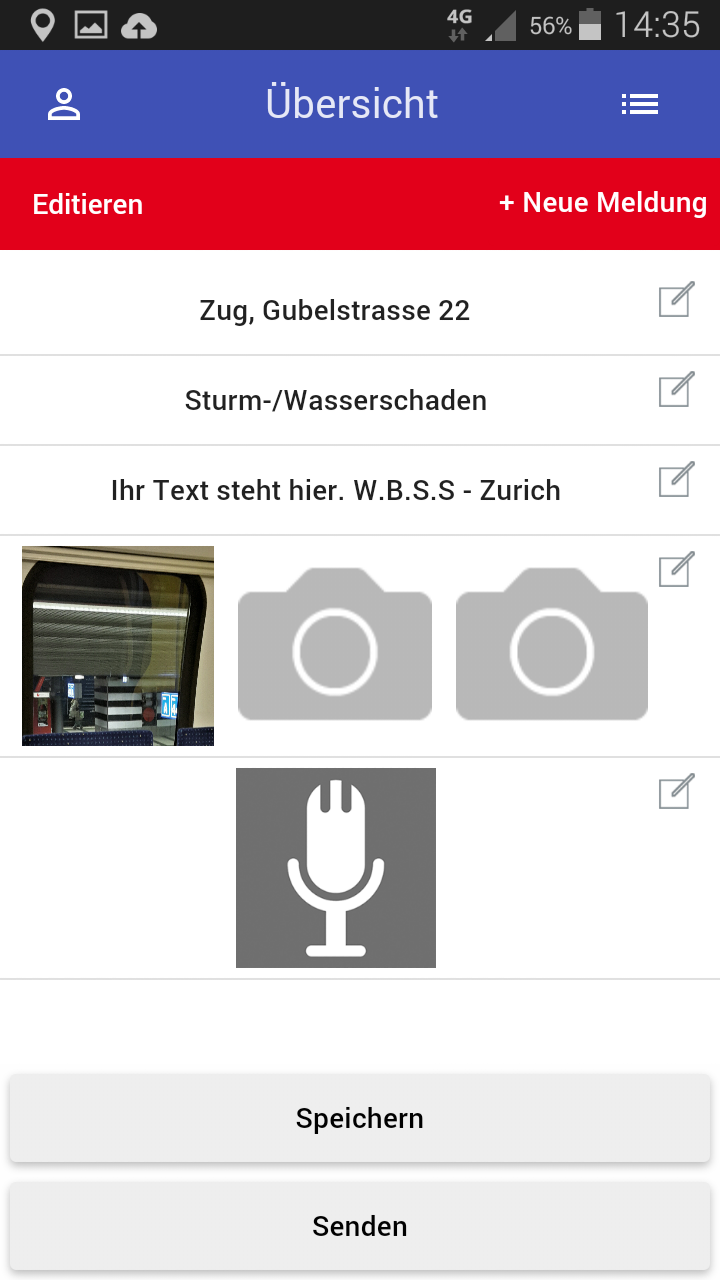 4G 56% 14:35
Übersicht
Editieren + Neue Meldung
Zug, Gubelstrasse 22
Sturm-/Wasserschaden
Ihr Text steht hier. W.B.S.S - Zurich
Speichern
Senden